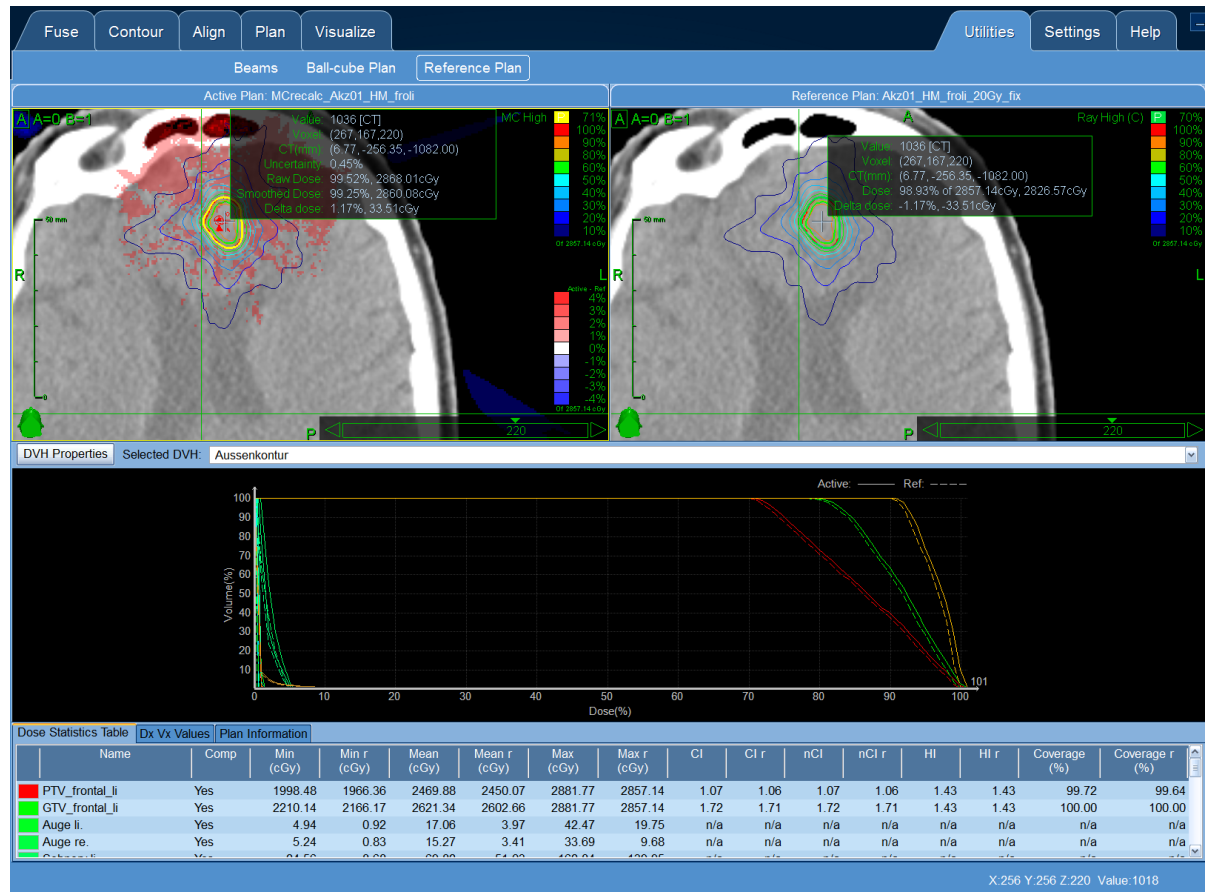 Fuse Contour Align Plan Visualize Utilities Settings Help
Beams Ball-cube Plan Reference Plan
Active Plan: MCrecalc_Akz01_HM_froli
A A=0 B=1
MC High P 71%
100%
90%
80%
60%
50%
40%
30%
20%
10%
Of 2857.14 cGy
Value: 1036 [CT]
Voxel: (267,167,220)
CT(mm): (6.77, -256.35, -1082.00)
Uncertainty: 0.45%
Raw Dose: 99.52%, 2868.01cGy
Smoothed Dose: 99.25%, 2860.08cGy
Delta dose: 1.17%, 33.51cGy
50 mm
R
L
0
Active - Ref
4%
3%
2%
1%
0%
-1%
-2%
-3%
-4%
Of 2857.14 cGy
P
220
Reference Plan: Akz01_HM_froli_20Gy_fix
A A=0 B=1
A
Ray High (C) P 70%
100%
90%
80%
60%
50%
40%
30%
20%
10%
Of 2857.14 cGy
Value: 1036 [CT]
Voxel: (267,167,220)
CT(mm): (6.77, -256.35, -1082.00)
Dose: 98.93% of 2857.14cGy, 2826.57cGy
Delta dose: -1.17%, -33.51cGy
50 mm
R
L
0
P
220
DVH Properties Selected DVH: Aussenkontur
Active: Ref:
Volume(%)
100
90
80
70
60
50
40
30
20
10
0 10 20 30 40 50 60 70 80 90 100 101
Dose(%)
Dose Statistics Table Dx Vx Values Plan Information
Name Comp Min (cGy) Min r (cGy) Mean (cGy) Mean r (cGy) Max (cGy) Max r (cGy) CI CI r nCI nCI r HI HI r Coverage (%) Coverage r (%)
PTV_frontal_li Yes 1998.48 1966.36 2469.88 2450.07 2881.77 2857.14 1.07 1.06 1.07 1.06 1.43 1.43 99.72 99.64
GTV_frontal_li Yes 2210.14 2166.17 2621.34 2602.66 2881.77 2857.14 1.72 1.71 1.72 1.72 1.43 1.43 100.00 100.00
Auge li. Yes 4.94 0.92 17.06 3.97 42.47 19.75 n/a n/a n/a n/a n/a n/a n/a n/a
Auge re. Yes 5.24 0.83 15.27 3.41 33.69 9.68 n/a n/a n/a n/a n/a n/a n/a n/a
X:256 Y:256 Z:220 Value:1018